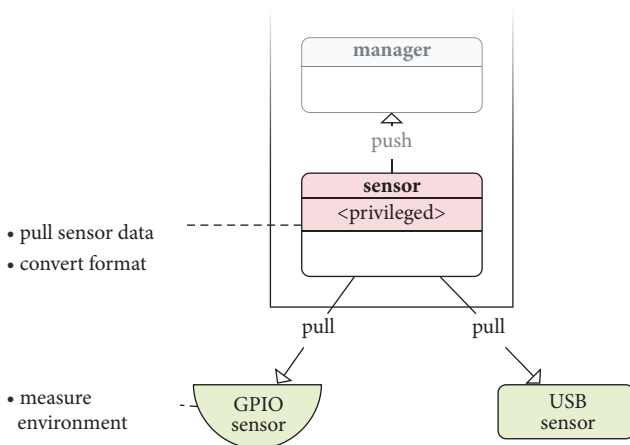 manager
push
sensor
<privileged>
• pull sensor data
• convert format
pull
pull
• measure
environment
GPIO
sensor
USB
sensor